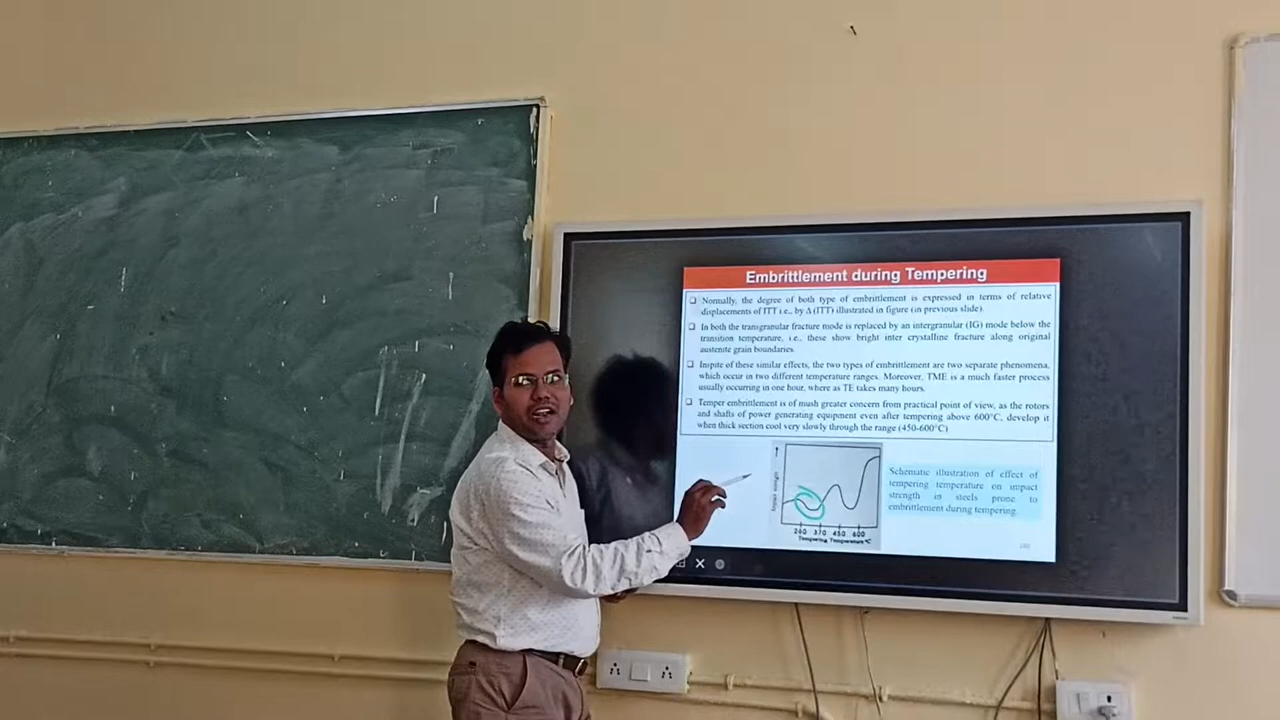 Embrittlement during Tempering
❑ Normally, the degree of both type of embrittlement is expressed in terms of relative
displacements of ITT i.e., by Δ (ITT) illustrated in figure (in previous slide).
❑ In both the transgranular fracture mode is replaced by an intergranular (IG) mode below the
transition temperature, i.e., these show bright inter crystalline fracture along original
austenite grain boundaries.
❑ Inspite of these similar effects, the two types of embrittlement are two separate phenomena,
which occur in two different temperature ranges. Moreover, TME is a much faster process
usually occurring in one hour, where as TE takes many hours.
❑ Temper embrittlement is of mush greater concern from practical point of view, as the rotors
and shafts of power generating equipment even after tempering above 600°C, develop it
when thick section cool very slowly through the range (450-600°C)
Impact strength
260 370 450 600
Tempering Temperature °C
Schematic illustration of effect of
tempering temperature on impact
strength in steels prone to
embrittlement during tempering.